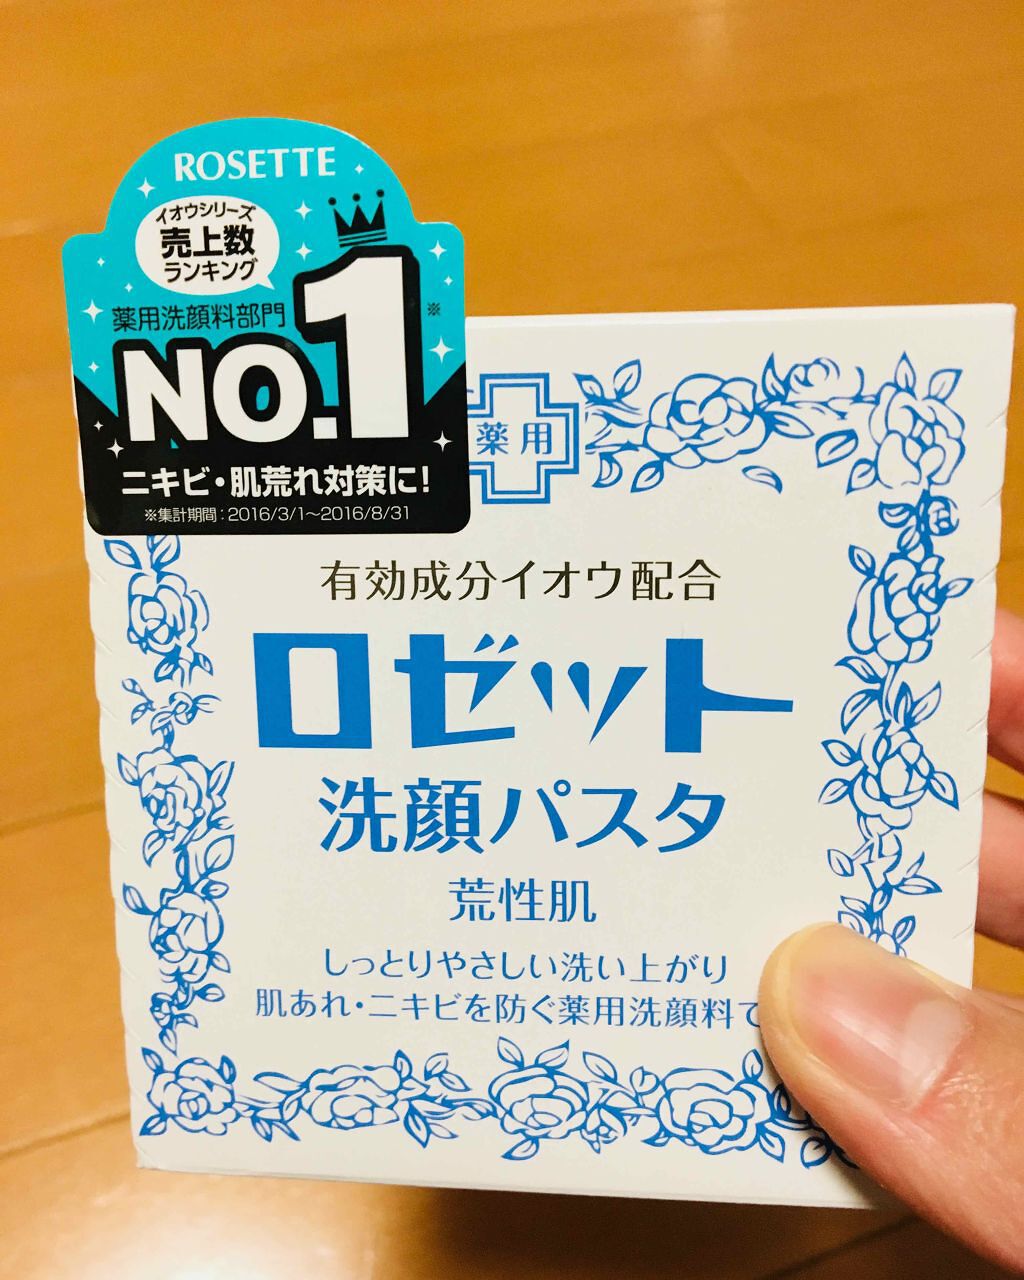 ROSETTE
イオウシリーズ
売上数
ランキング
薬用洗顔料部門
NO.1※
ニキビ・肌荒れ対策に!
※集計期間:2016/3/1〜2016/8/31
薬用
有効成分イオウ配合
ロゼット
洗顔パスタ
荒性肌
しっとりやさしい洗い上がり
肌あれ・ニキビを防ぐ薬用洗顔料で